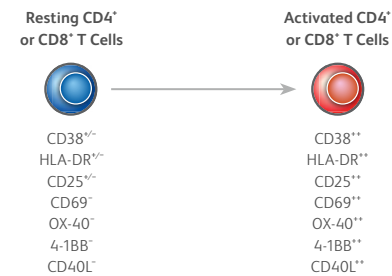 Resting CD4⁺
or CD8⁺ T Cells
CD38⁺/⁻
HLA-DR⁺/⁻
CD25⁺/⁻
CD69⁻
OX-40⁻
4-1BB⁻
CD40L⁻
Activated CD4⁺
or CD8⁺ T Cells
CD38⁺⁺
HLA-DR⁺⁺
CD25⁺⁺
CD69⁺⁺
OX-40⁺⁺
4-1BB⁺⁺
CD40L⁺⁺